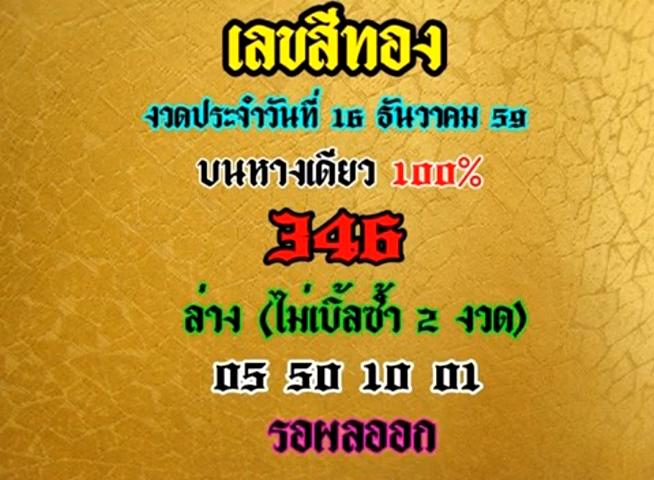 เลขสีทอง
งวดประจำวันที่ 16 ธันวาคม 59
บนหางเดียว 100%
346
ล่าง (ไม่เบิ้ลซ้ำ 2 งวด)
05 50 10 01
รอผลออก